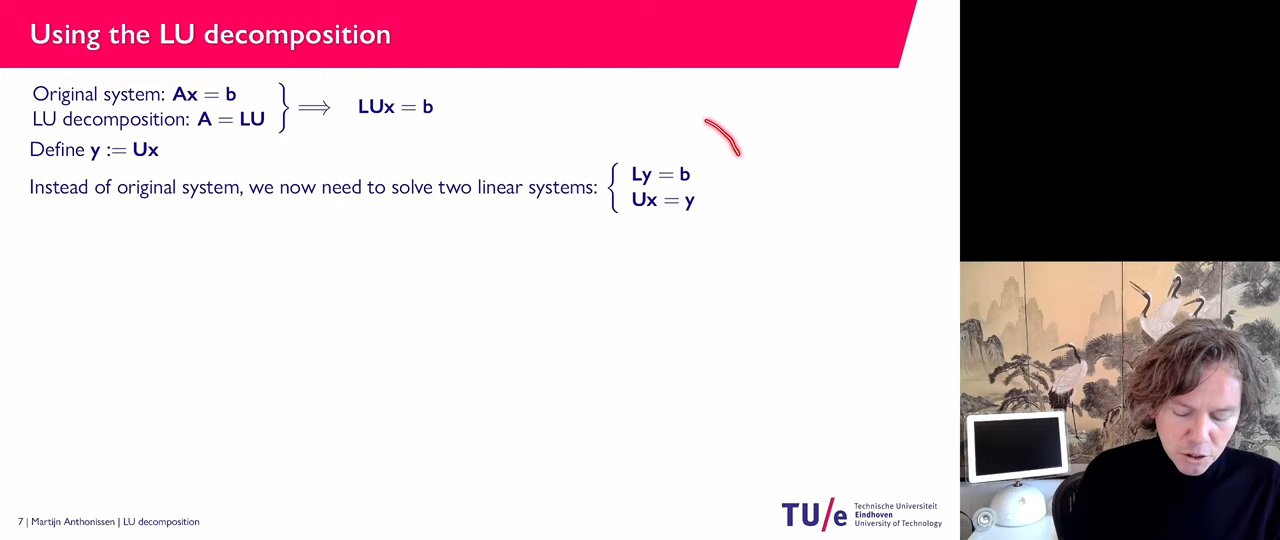 Using the LU decomposition
Original system: Ax = b
LU decomposition: A = LU
} ⟹ LUx = b
Define y := Ux
Instead of original system, we now need to solve two linear systems: { Ly = b
Ux = y
7 | Martijn Anthonissen | LU decomposition
TU/e
Technische Universiteit
Eindhoven
University of Technology